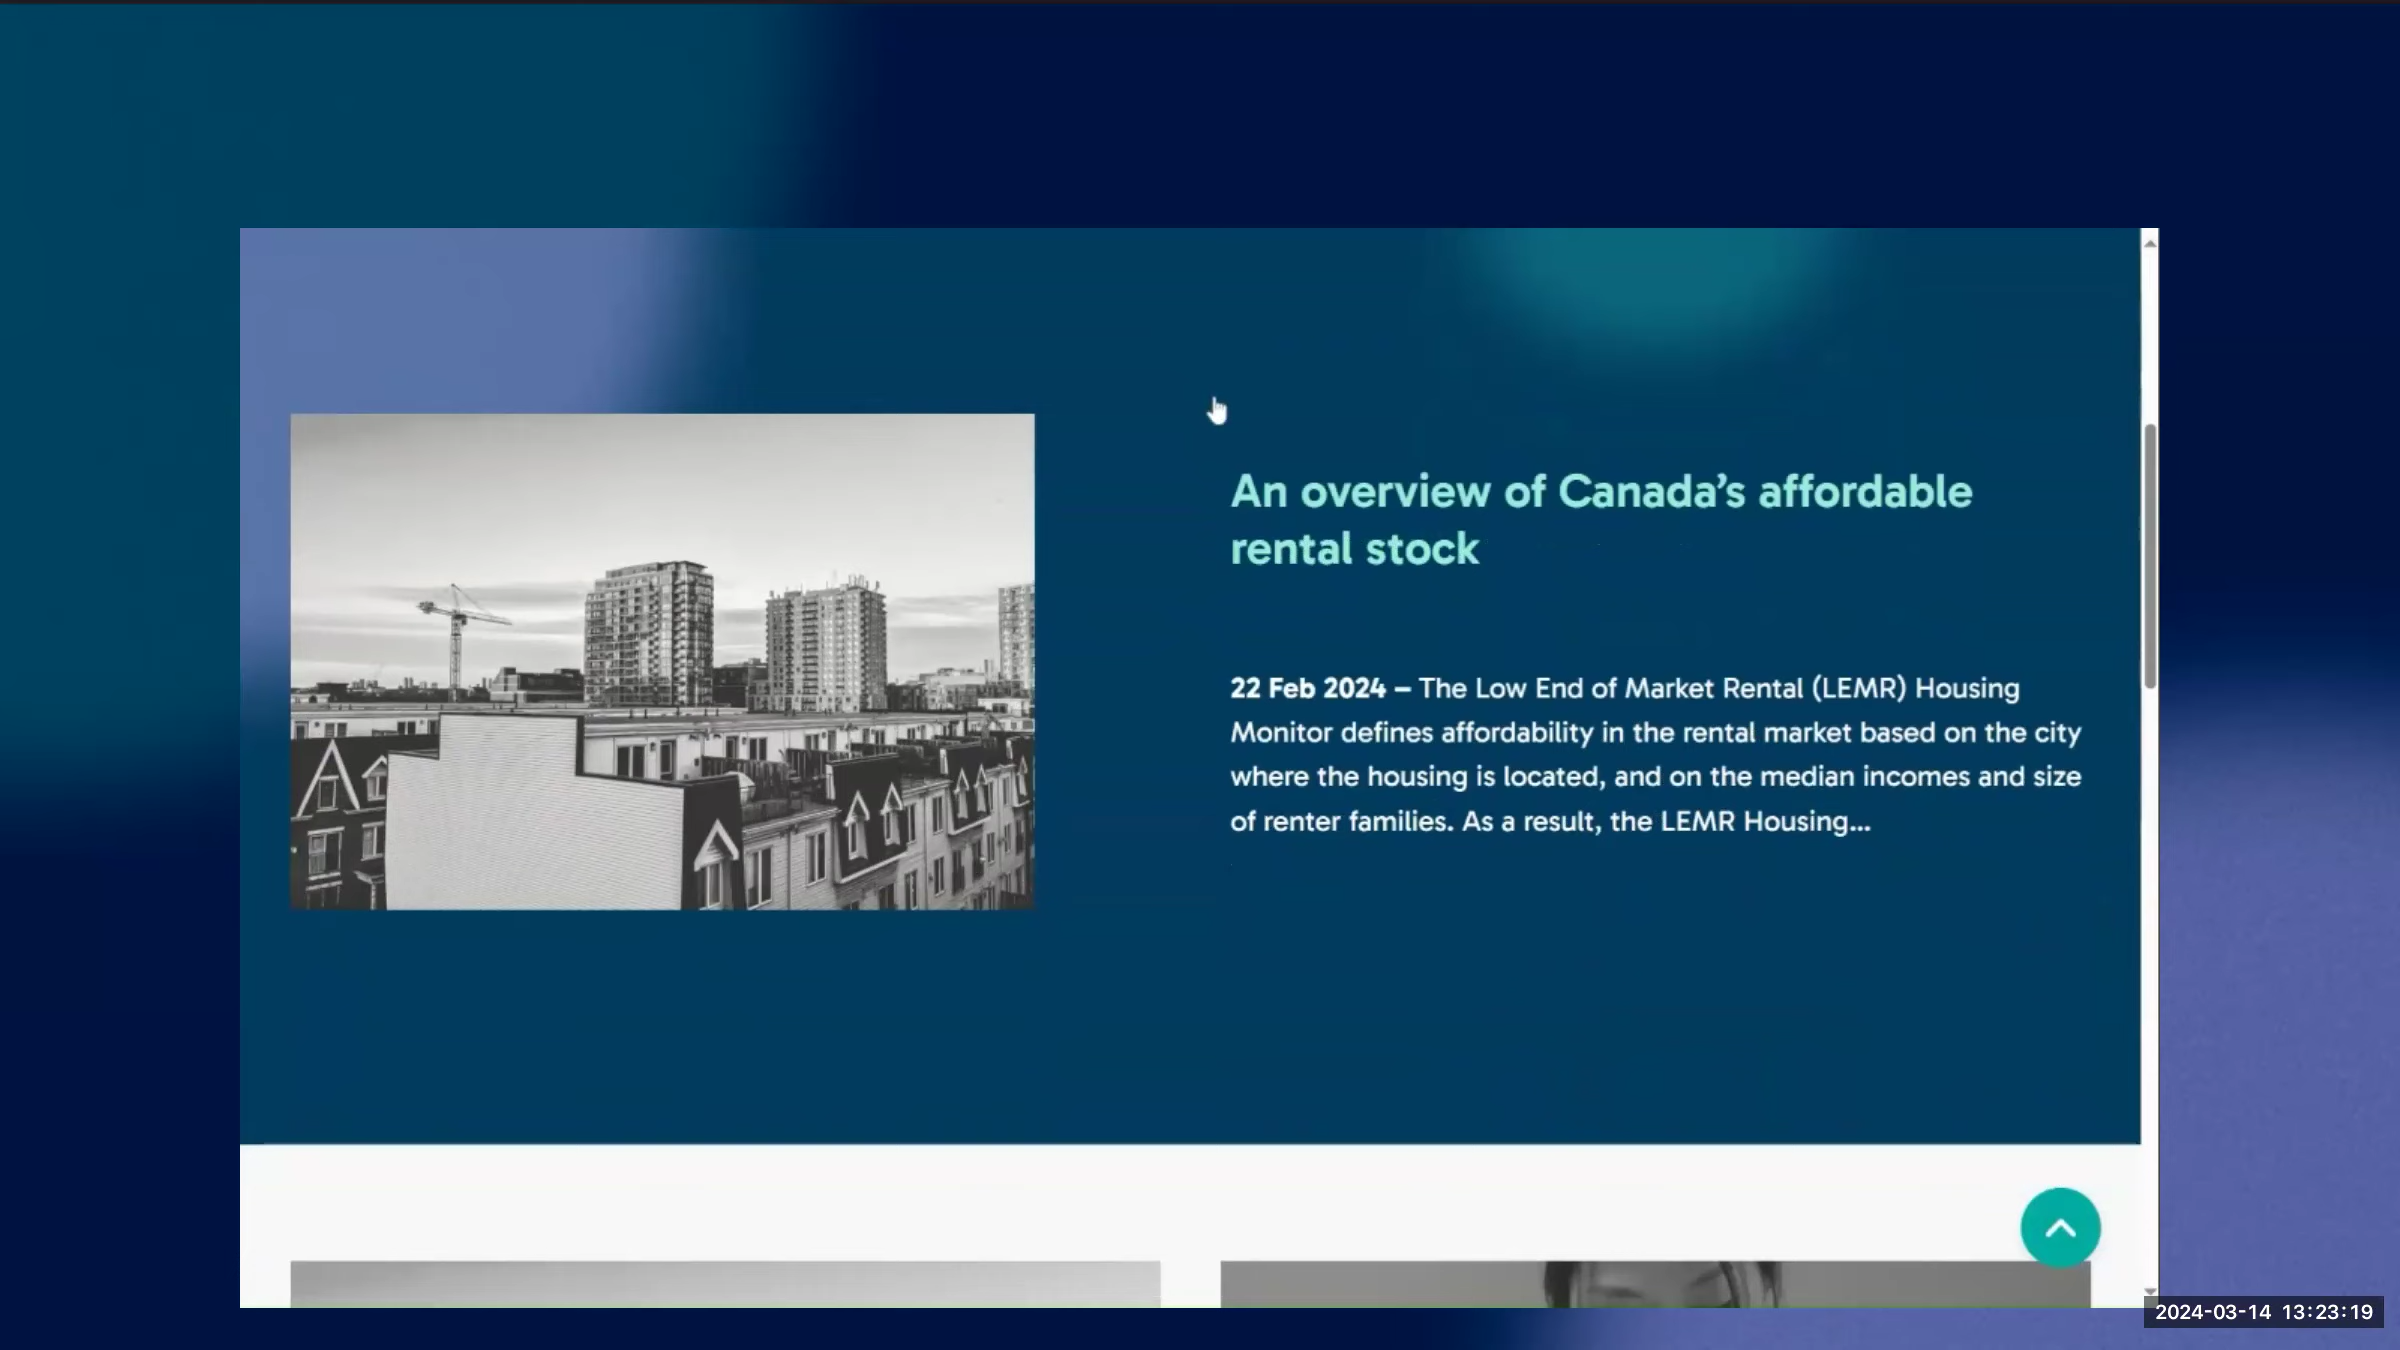 An overview of Canada’s affordable
rental stock
22 Feb 2024 – The Low End of Market Rental (LEMR) Housing
Monitor defines affordability in the rental market based on the city
where the housing is located, and on the median incomes and size
of renter families. As a result, the LEMR Housing...
2024-03-14 13:23:19